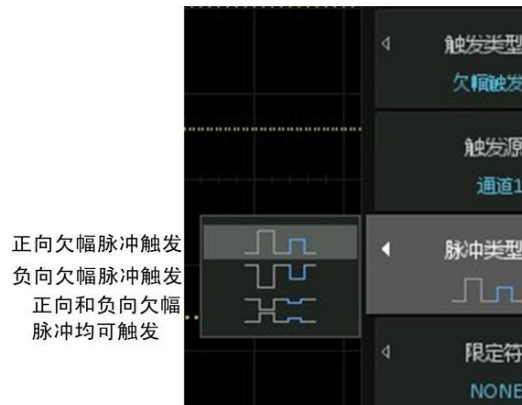 触发类型
欠幅触发
触发源
通道1
正向欠幅脉冲触发
负向欠幅脉冲触发
正向和负向欠幅
脉冲均可触发
脉冲类型
限定符
NONE